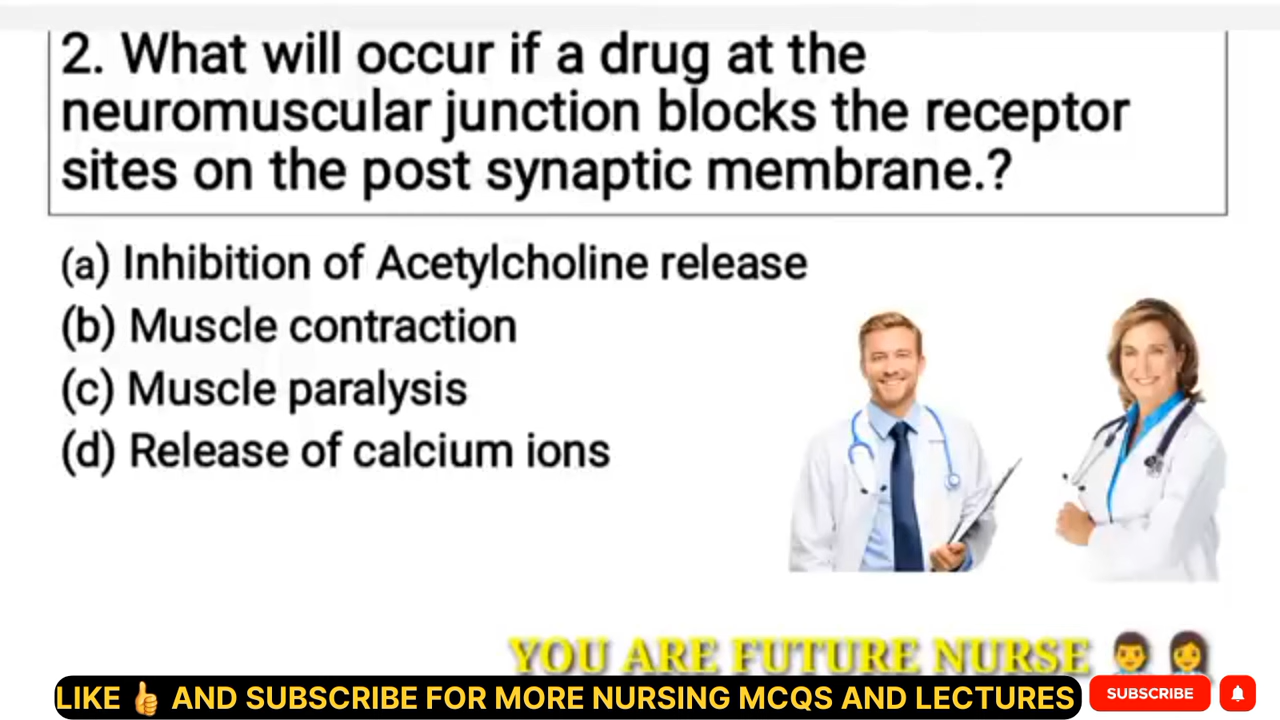 2. What will occur if a drug at the
neuromuscular junction blocks the receptor
sites on the post synaptic membrane.?
(a) Inhibition of Acetylcholine release
(b) Muscle contraction
(c) Muscle paralysis
(d) Release of calcium ions
YOU ARE FUTURE NURSE 👨‍⚕️ 👩‍⚕️
LIKE 👍 AND SUBSCRIBE FOR MORE NURSING MCQS AND LECTURES
SUBSCRIBE